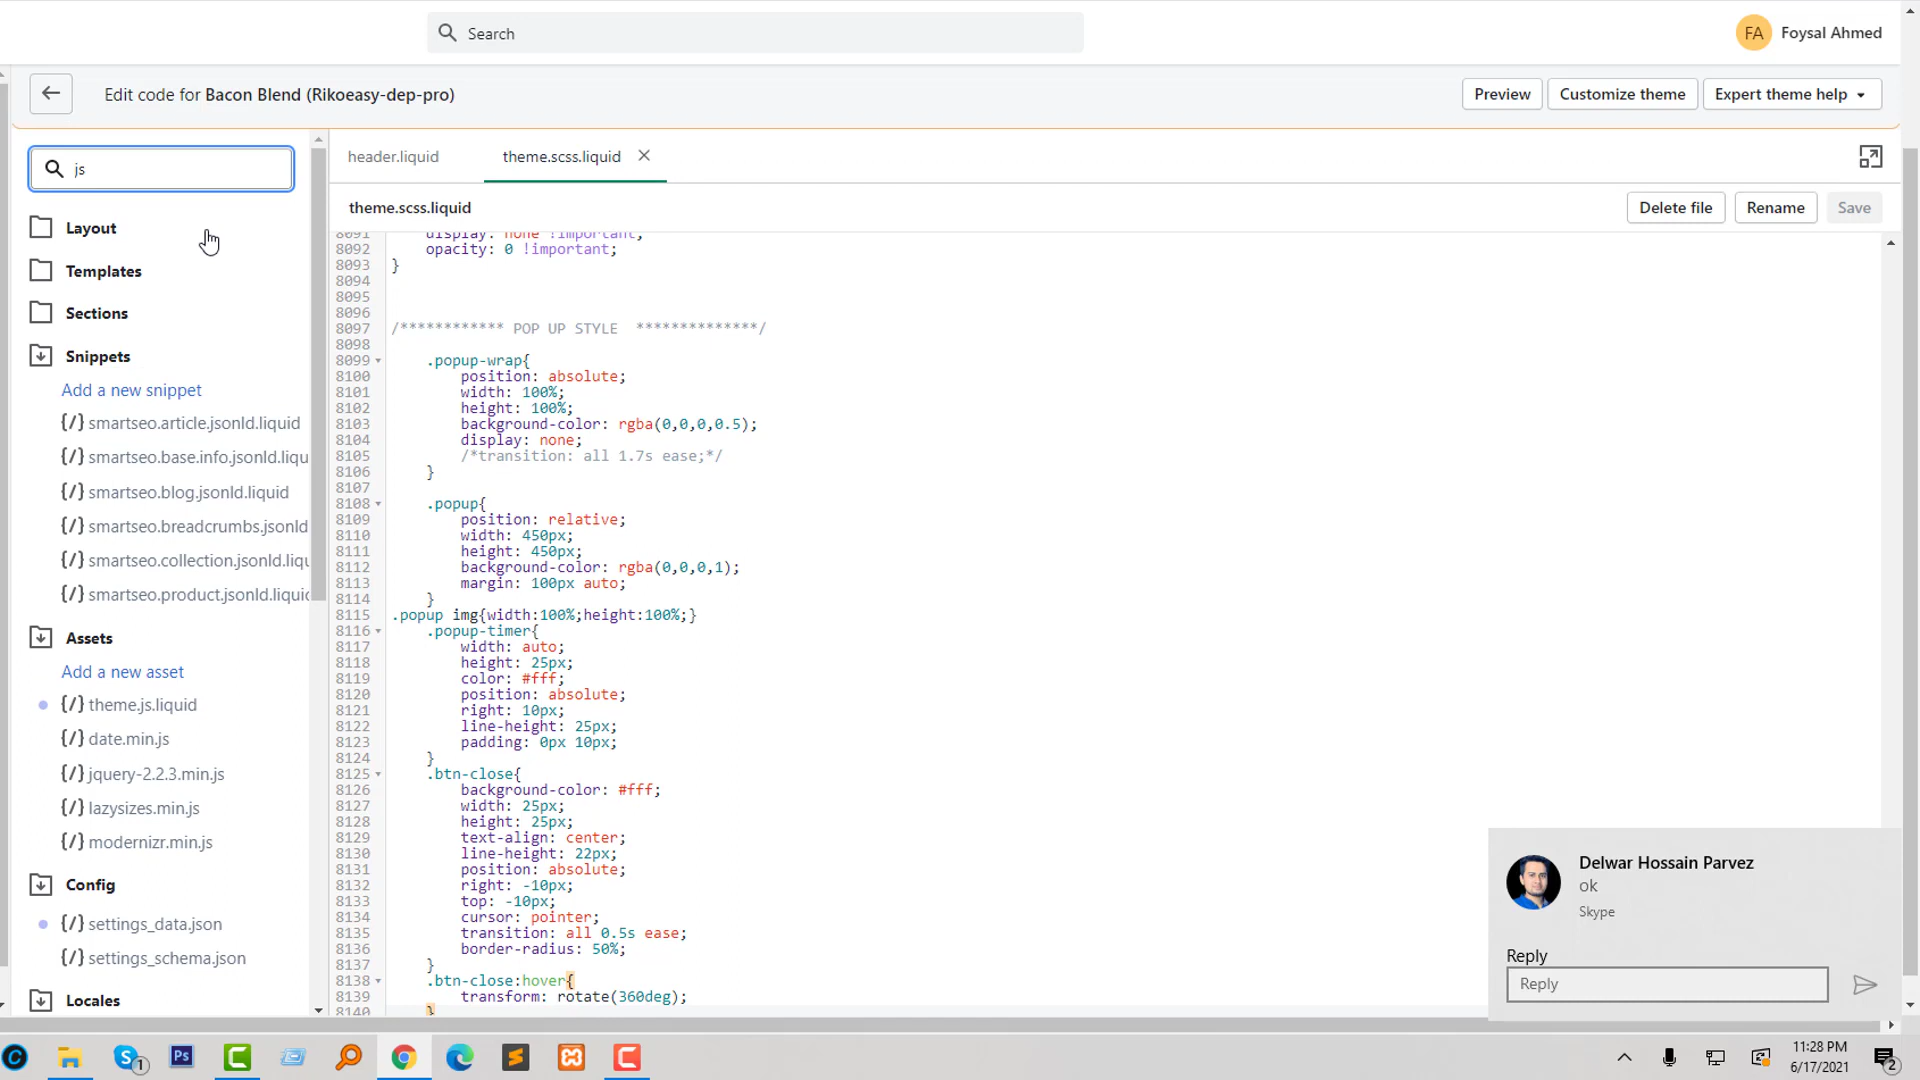 Search
FA
Foysal Ahmed
Edit code for Bacon Blend (Rikoeasy-dep-pro)
Preview
Customize theme
Expert theme help
js
Layout
Templates
Sections
Snippets
Add a new snippet
{/} smartseo.article.jsonld.liquid
{/} smartseo.base.info.jsonld.liqu
{/} smartseo.blog.jsonld.liquid
{/} smartseo.breadcrumbs.jsonld
{/} smartseo.collection.jsonld.liqu
{/} smartseo.product.jsonld.liquid
Assets
Add a new asset
{/} theme.js.liquid
{/} date.min.js
{/} jquery-2.2.3.min.js
{/} lazysizes.min.js
{/} modernizr.min.js
Config
{/} settings_data.json
{/} settings_schema.json
Locales
header.liquid
theme.scss.liquid
theme.scss.liquid
Delete file
Rename
Save
8091 display: none !important;
8092 opacity: 0 !important;
8093 }
8094
8095
8096
8097 /************ POP UP STYLE **************/
8098
8099 .popup-wrap{
8100 position: absolute;
8101 width: 100%;
8102 height: 100%;
8103 background-color: rgba(0,0,0,0.5);
8104 display: none;
8105 /*transition: all 1.7s ease;*/
8106 }
8107
8108 .popup{
8109 position: relative;
8110 width: 450px;
8111 height: 450px;
8112 background-color: rgba(0,0,0,1);
8113 margin: 100px auto;
8114 }
8115 .popup img{width:100%;height:100%;}
8116 .popup-timer{
8117 width: auto;
8118 height: 25px;
8119 color: #fff;
8120 position: absolute;
8121 right: 10px;
8122 line-height: 25px;
8123 padding: 0px 10px;
8124 }
8125 .btn-close{
8126 background-color: #fff;
8127 width: 25px;
8128 height: 25px;
8129 text-align: center;
8130 line-height: 22px;
8131 position: absolute;
8132 right: -10px;
8133 top: -10px;
8134 cursor: pointer;
8135 transition: all 0.5s ease;
8136 border-radius: 50%;
8137 }
8138 .btn-close:hover{
8139 transform: rotate(360deg);
8140 }
Delwar Hossain Parvez
ok
Skype
Reply
Reply
1
Ps
11:28 PM
6/17/2021
2